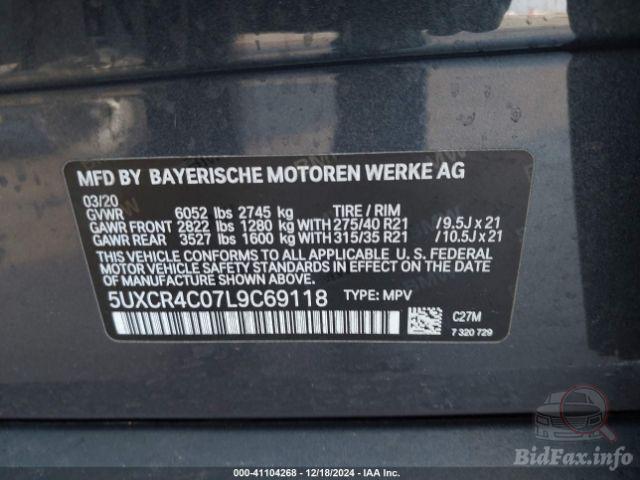 MFD BY BAYERISCHE MOTOREN WERKE AG
03/20
GVWR 6052 lbs 2745 kg TIRE / RIM
GAWR FRONT 2822 lbs 1280 kg WITH 275/40 R21 / 9.5J x 21
GAWR REAR 3527 lbs 1600 kg WITH 315/35 R21 / 10.5J x 21
THIS VEHICLE CONFORMS TO ALL APPLICABLE U. S. FEDERAL
MOTOR VEHICLE SAFETY STANDARDS IN EFFECT ON THE DATE
OF MANUFACTURE SHOWN ABOVE.
5UXCR4C07L9C69118 TYPE: MPV
C27M
7 320 729
BidFax.info
000-41104268 - 12/18/2024 - IAA Inc.